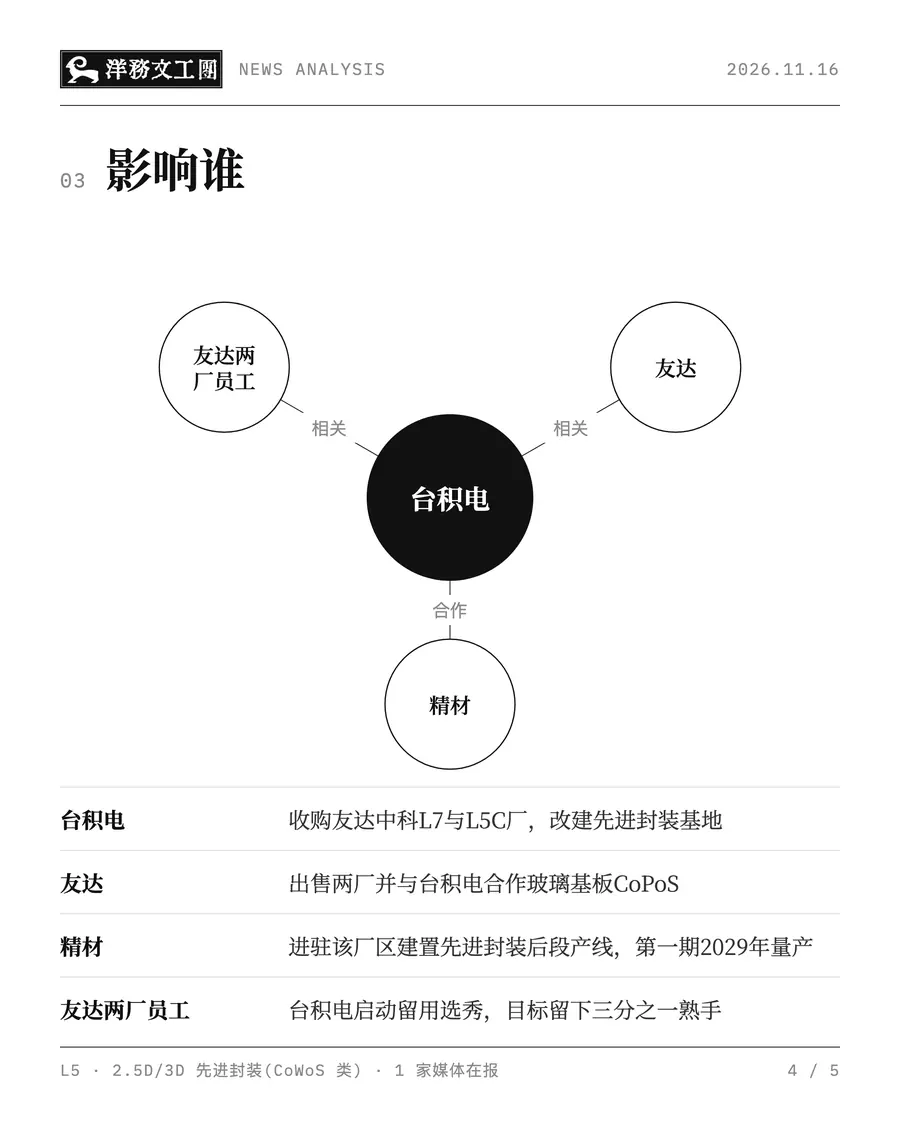 洋務文工團 NEWS ANALYSIS 2026.11.16
03 影响谁
友达两
厂员工
友达
相关
相关
台积电
合作
精材
台积电 收购友达中科L7与L5C厂，改建先进封装基地
友达 出售两厂并与台积电合作玻璃基板CoPoS
精材 进驻该厂区建置先进封装后段产线，第一期2029年量产
友达两厂员工 台积电启动留用选秀，目标留下三分之一熟手
L5 · 2.5D/3D 先进封装(CoWoS 类) · 1 家媒体在报 4 / 5